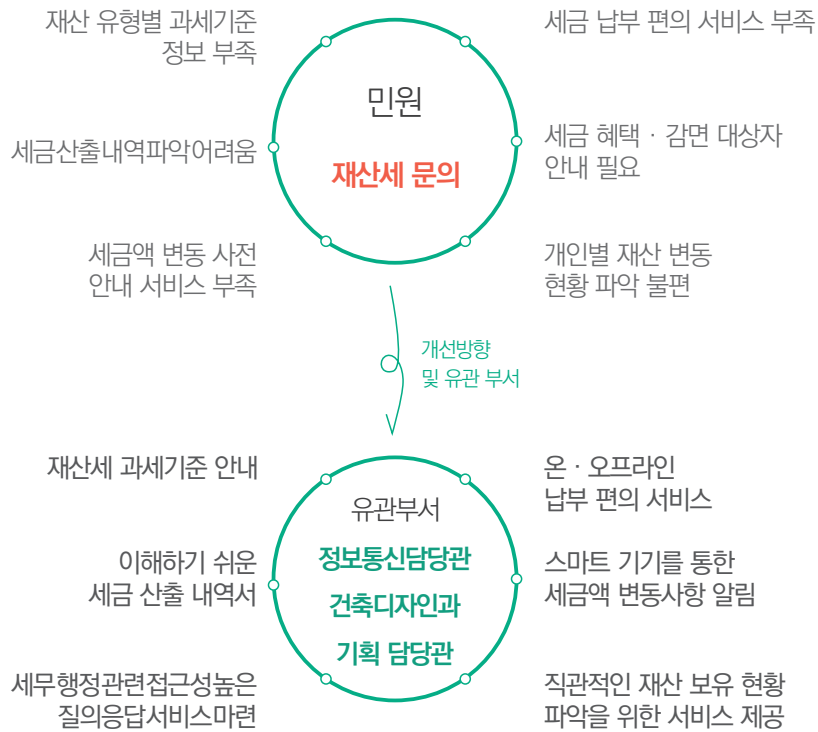 재산 유형별 과세기준
정보 부족
세금산출내역파악어려움
세금액 변동 사전
안내 서비스 부족
민원
재산세 문의
세금 납부 편의 서비스 부족
세금 혜택 · 감면 대상자
안내 필요
개인별 재산 변동
현황 파악 불편
개선방향
및 유관 부서
재산세 과세기준 안내
이해하기 쉬운
세금 산출 내역서
세무행정관련접근성높은
질의응답서비스마련
유관부서
정보통신담당관
건축디자인과
기획 담당관
온 · 오프라인
납부 편의 서비스
스마트 기기를 통한
세금액 변동사항 알림
직관적인 재산 보유 현황
파악을 위한 서비스 제공